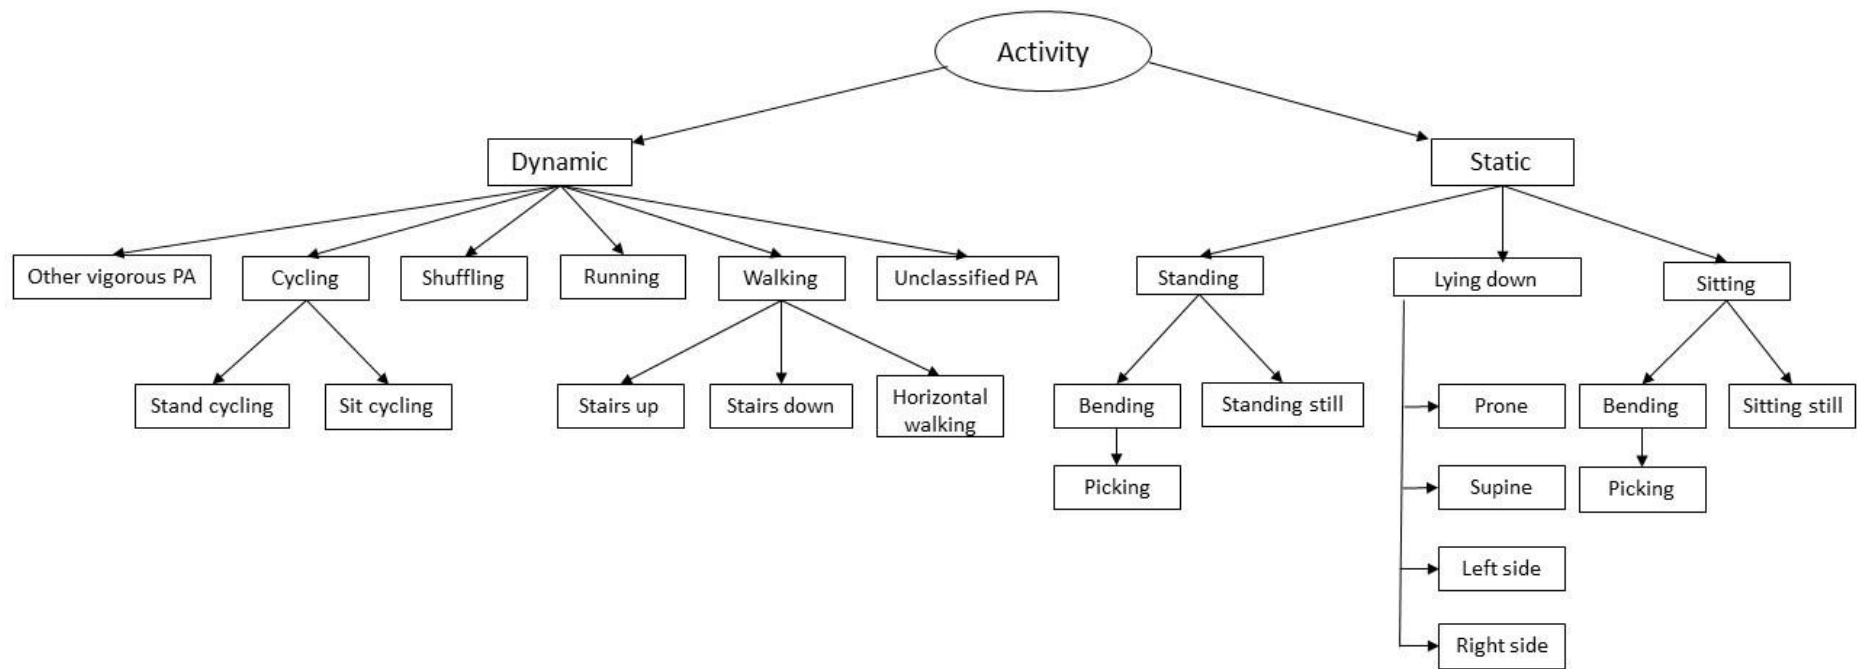 Activity
Dynamic
Static
Other vigorous PA
Cycling
Shuffling
Running
Walking
Unclassified PA
Standing
Lying down
Sitting
Stand cycling
Sit cycling
Stairs up
Stairs down
Horizontal
walking
Bending
Standing still
Prone
Bending
Sitting still
Picking
Supine
Picking
Left side
Right side